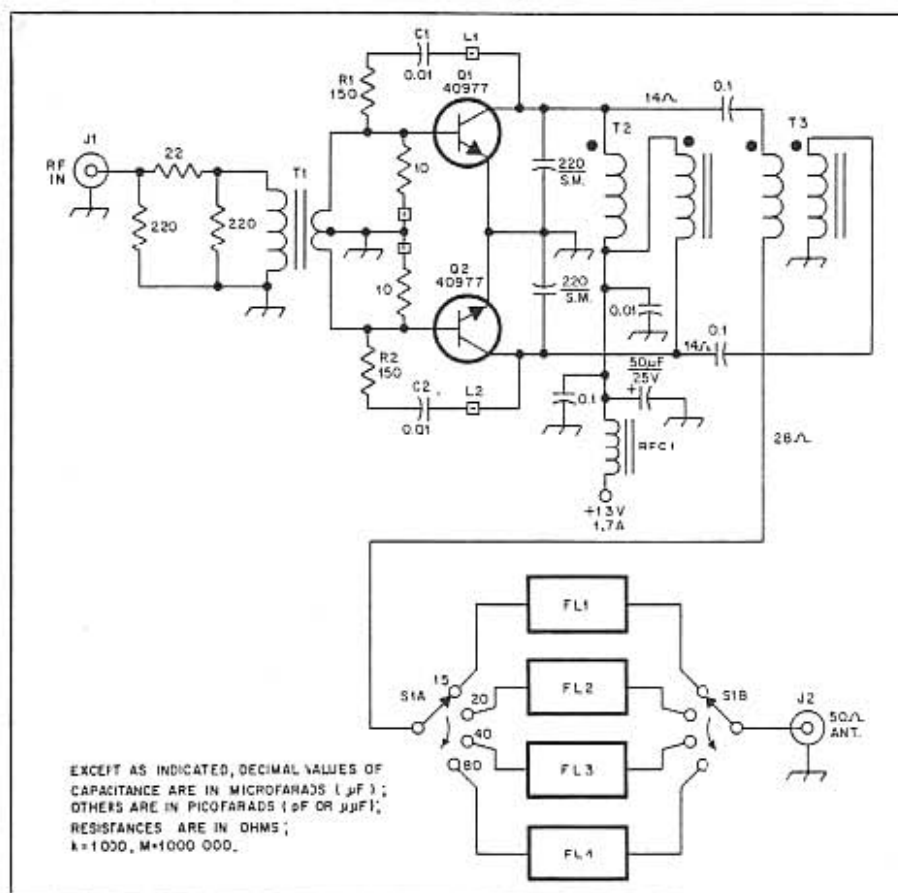 C1
L1
0.01
R1
150
Q1
40977
0.1
14Ω
T2
T3
J1
RF
IN
22
T1
10
220
S.M.
220
220
Q2
40977
10
220
S.M.
0.01
0.1
14Ω
R2
150
C2
0.01
L2
50µF
25V
+
0.1
RFC1
28Ω
+13V
1.7A
FL1
15
S1A
20
FL2
S1B
J2
50Ω
ANT.
40
FL3
80
FL4
EXCEPT AS INDICATED, DECIMAL VALUES OF
CAPACITANCE ARE IN MICROFARADS (µF);
OTHERS ARE IN PICOFARADS (pF OR µµF);
RESISTANCES ARE IN OHMS;
k=1000, M=1000 000.